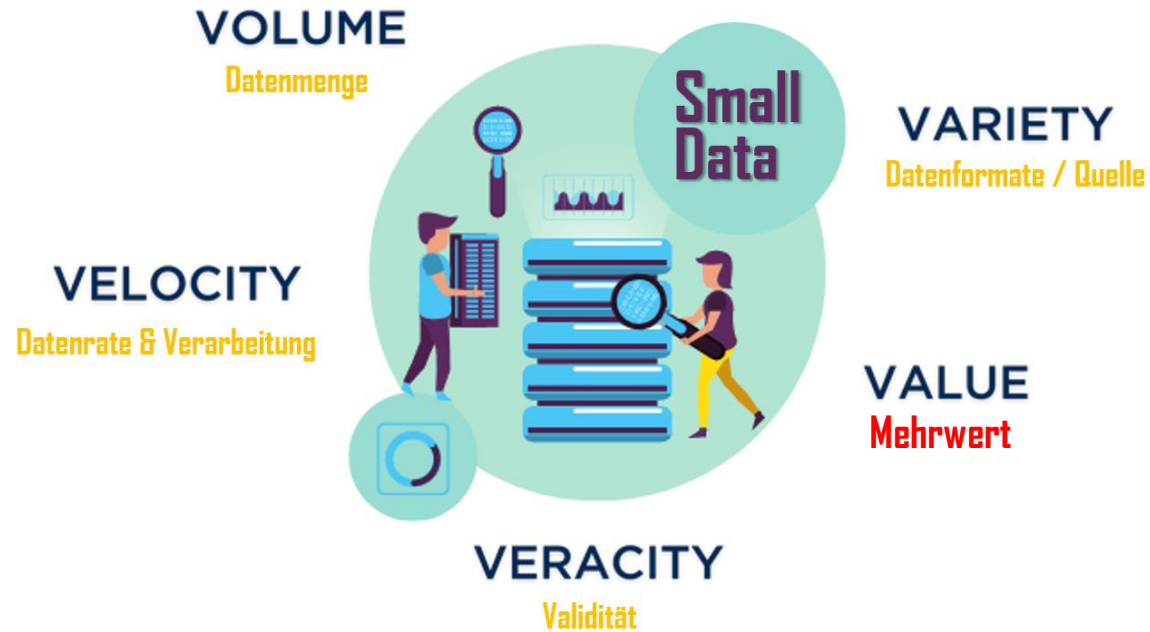 VOLUME
Datenmenge
Small
Data
VARIETY
Datenformate / Quelle
VELOCITY
Datenrate & Verarbeitung
VALUE
Mehrwert
VERACITY
Validität